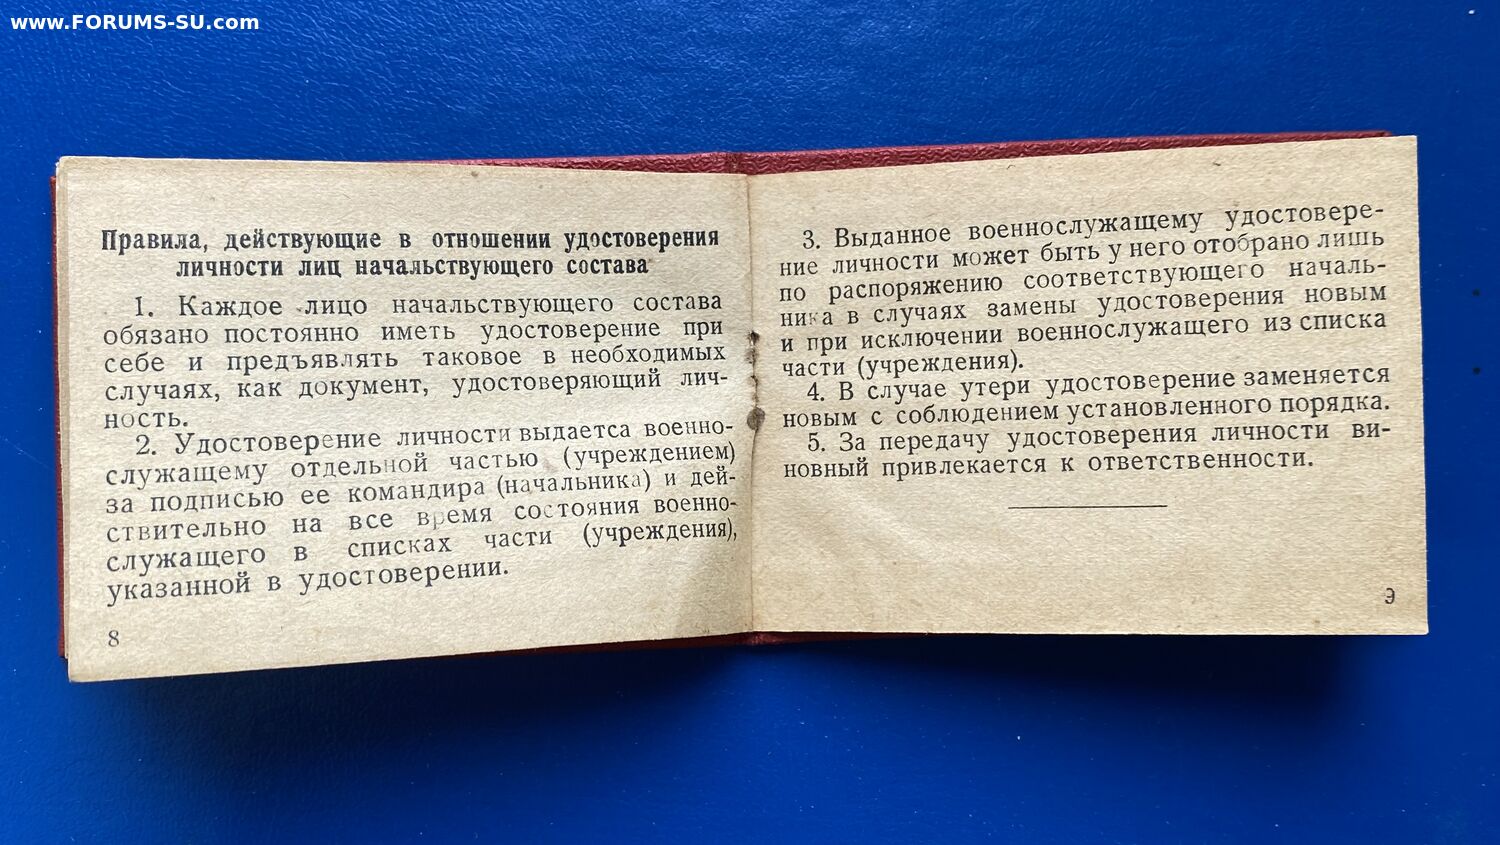 www.FORUMS-SU.com
Правила, действующие в отношении удостоверения
личности лиц начальствующего состава
1. Каждое лицо начальствующего состава
обязано постоянно иметь удостоверение при
себе и предъявлять таковое в необходимых
случаях, как документ, удостоверяющий лич-
ность.
2. Удостоверение личности выдается военно-
служащему отдельной частью (учреждением)
за подписью ее командира (начальника) и дей-
ствительно на все время состояния военно-
служащего в списках части (учреждения),
указанной в удостоверении.
8
3. Выданное военнослужащему удостовере-
ние личности может быть у него отобрано лишь
по распоряжению соответствующего началь-
ника в случаях замены удостоверения новым
и при исключении военнослужащего из списка
части (учреждения).
4. В случае утери удостоверение заменяется
новым с соблюдением установленного порядка.
5. За передачу удостоверения личности ви-
новный привлекается к ответственности.
Э